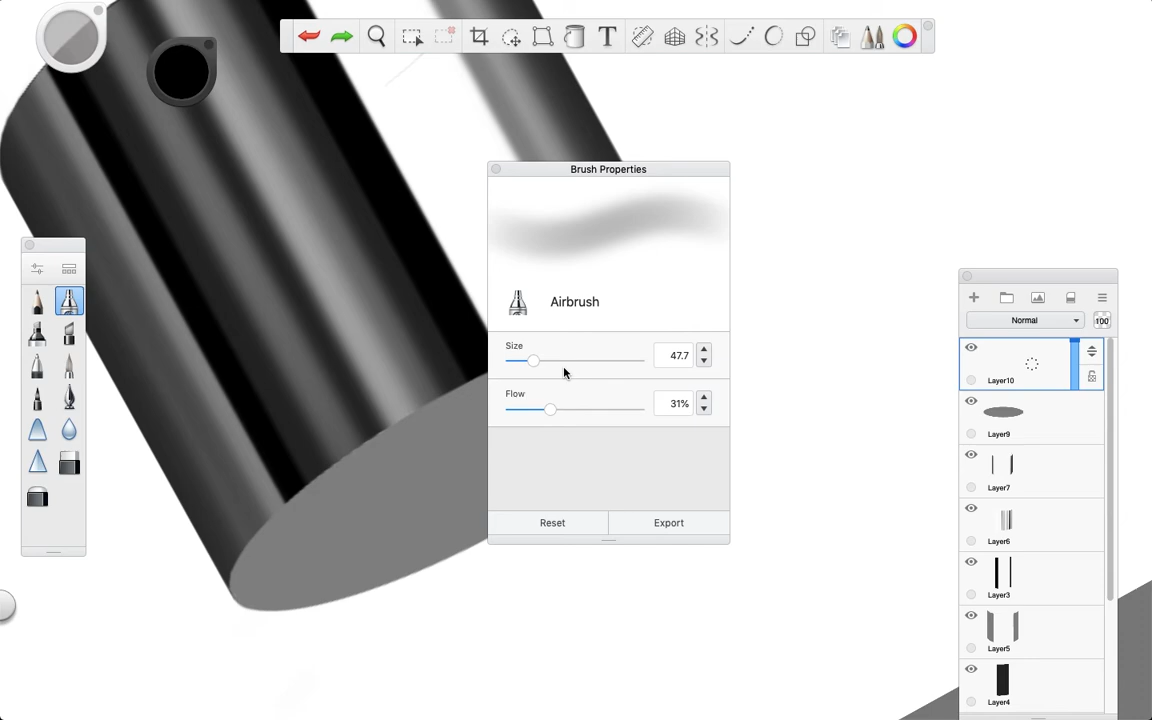 T
Brush Properties
Airbrush
Size
47.7
Flow
31%
Reset
Export
Normal
100
Layer10
Layer9
Layer7
Layer6
Layer3
Layer5
Layer4